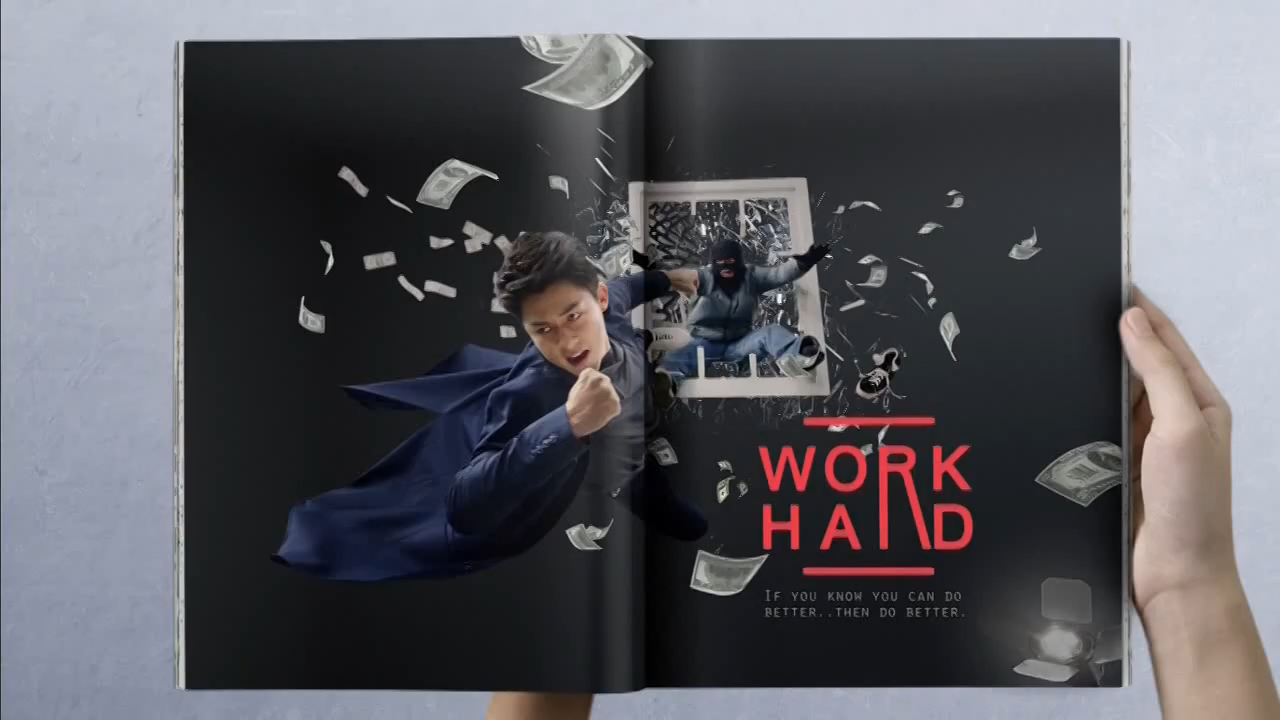 WORK
HARD
IF YOU KNOW YOU CAN DO
BETTER..THEN DO BETTER.